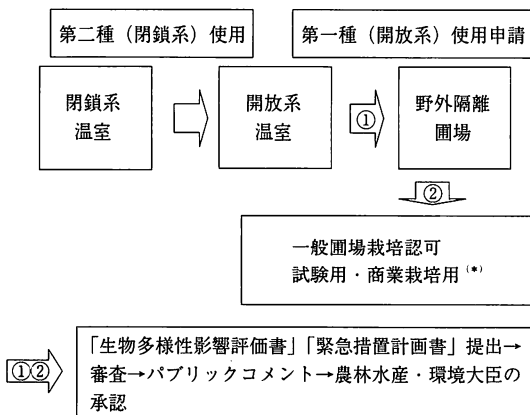 第二種（閉鎖系）使用
第一種（開放系）使用申請
閉鎖系
温室
開放系
温室
①
野外隔離
圃場
②
一般圃場栽培認可
試験用・商業栽培用(*)
①②
「生物多様性影響評価書」「緊急措置計画書」提出→
審査→パブリックコメント→農林水産・環境大臣の
承認